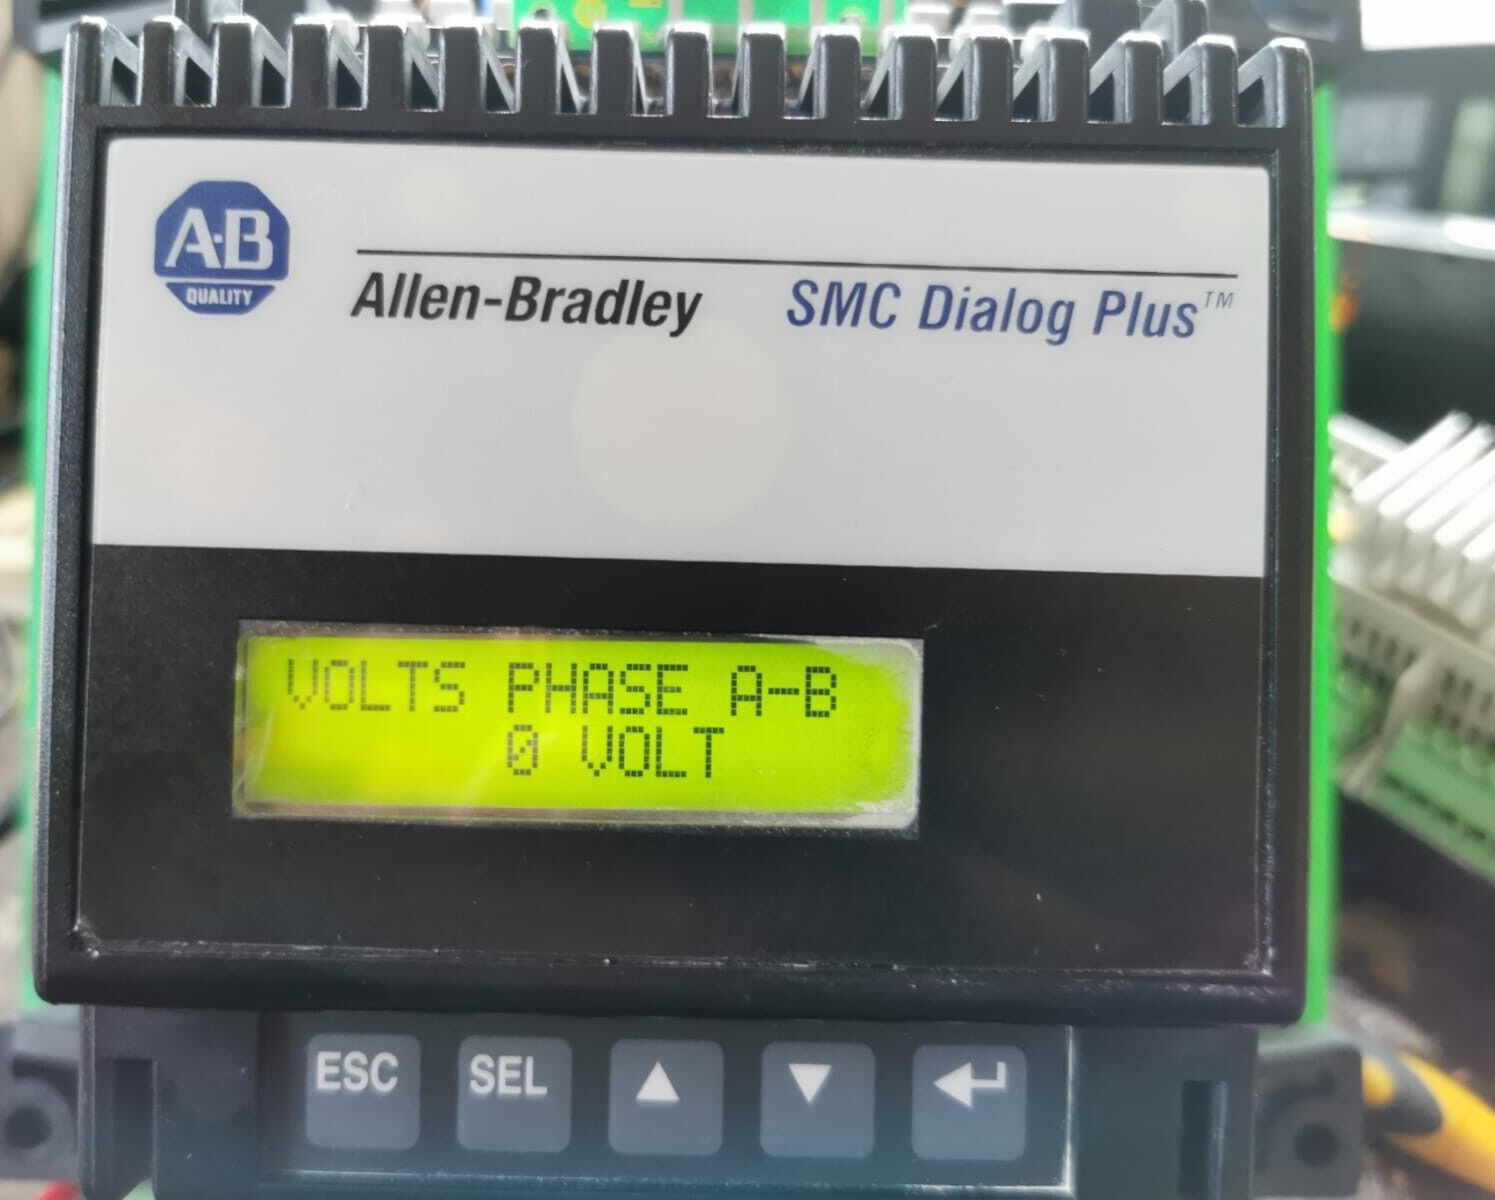 A-B
QUALITY
Allen-Bradley SMC Dialog Plus™
VOLTS PHASE A-B
0 VOLT
ESC SEL